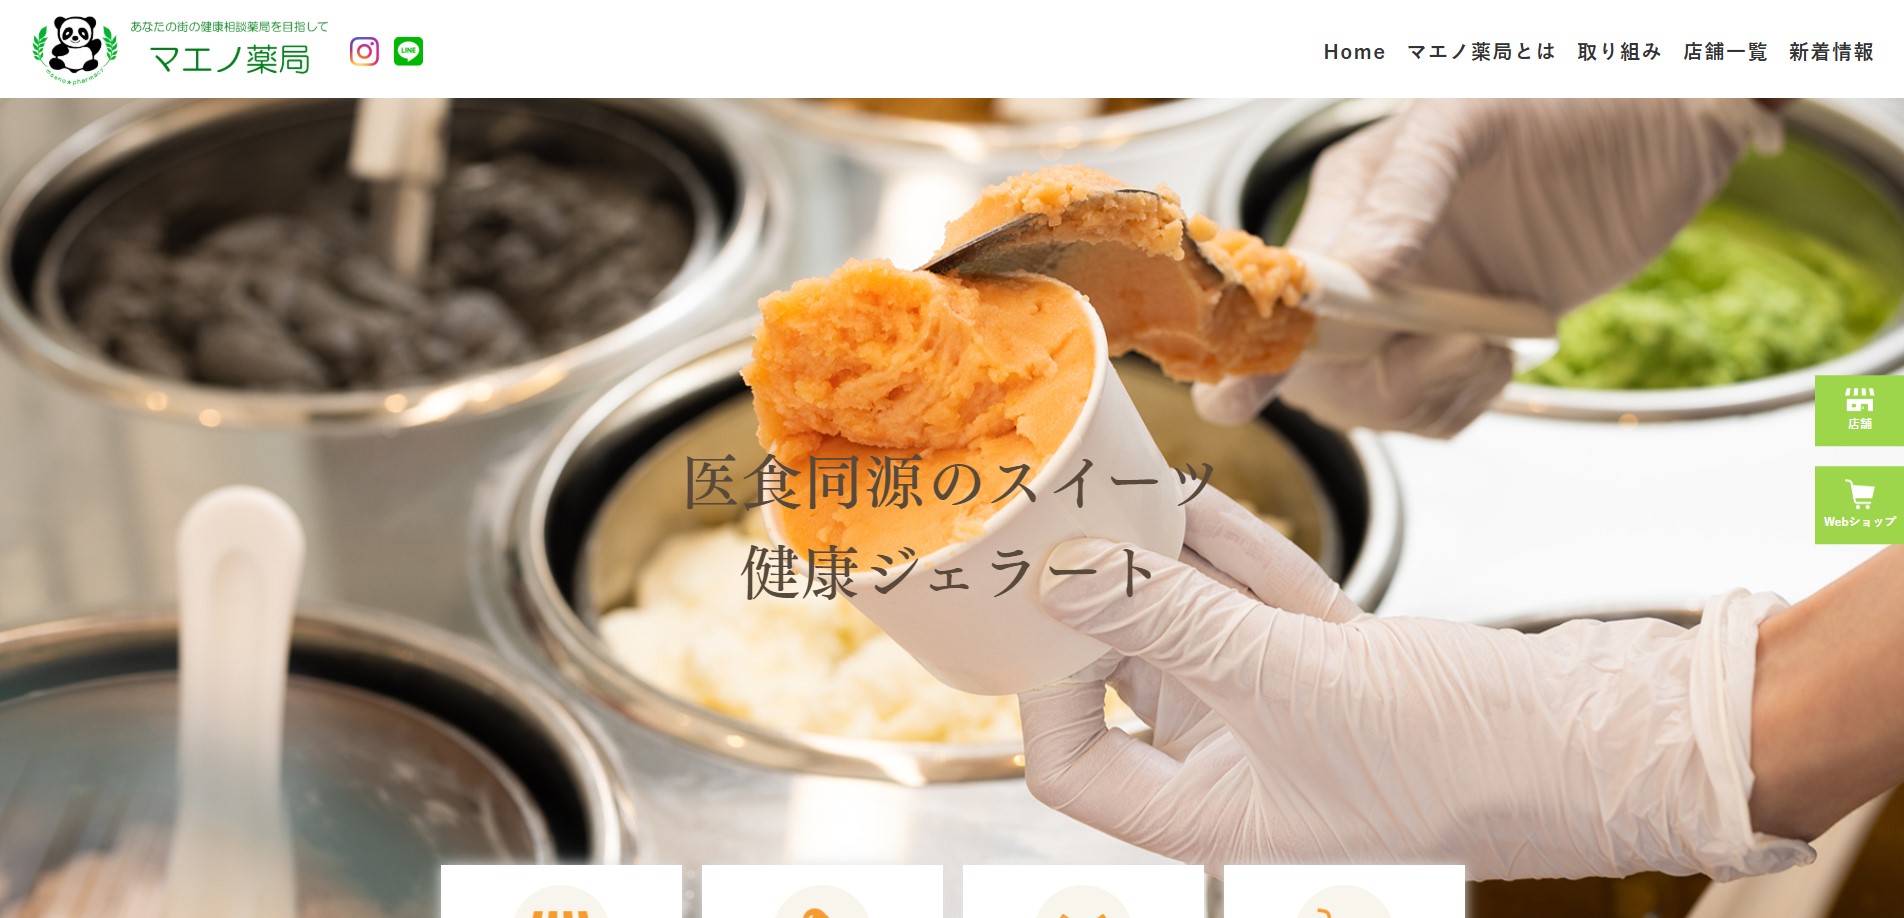 あなたの街の健康相談薬局を目指して
マエノ薬局
maeno★pharmacy
LINE
Home マエノ薬局とは 取り組み 店舗一覧 新着情報
医食同源のスイーツ
健康ジェラート
店舗
Webショップ